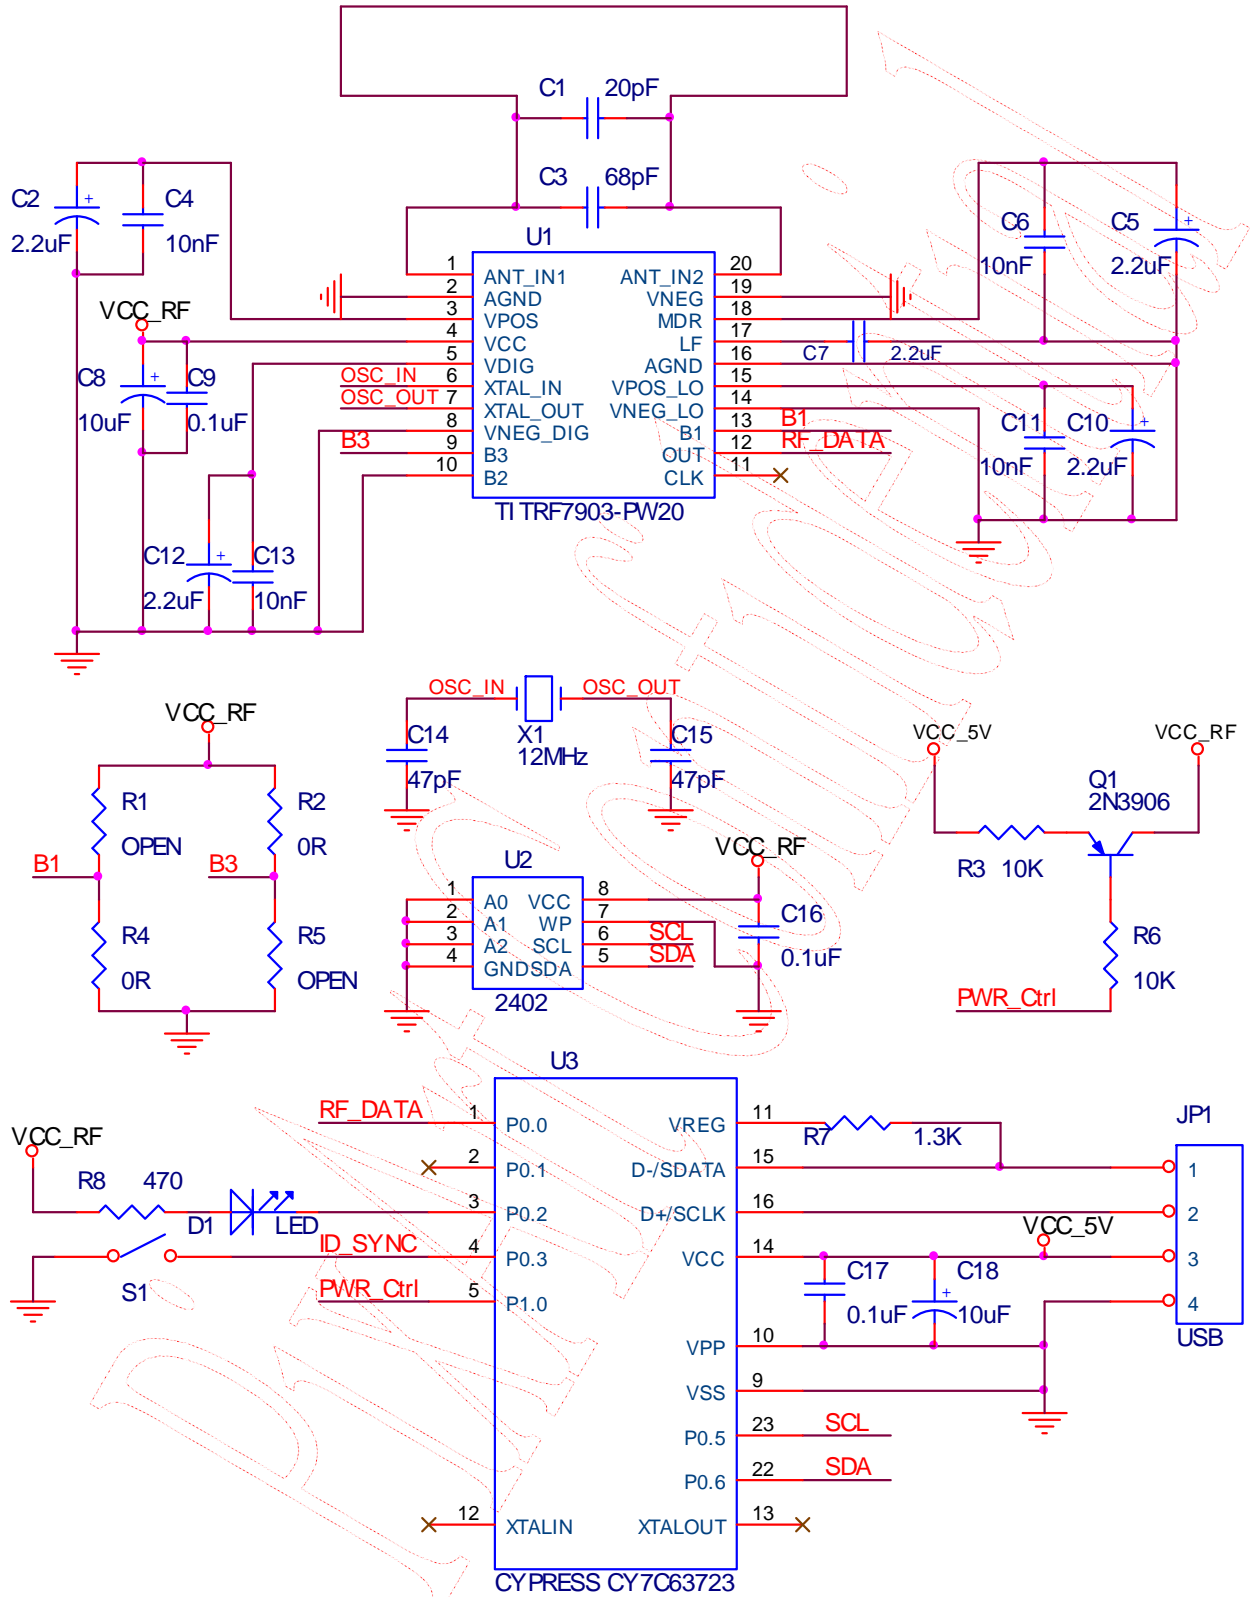 C1 20pF
C3 68pF
C2 2.2uF
C4 10nF
C6 10nF
C5 2.2uF
U1
1 ANT_IN1 ANT_IN2 20
2 AGND VNEG 19
3 VPOS MDR 18
4 VCC LF 17
5 VDIG AGND 16
6 XTAL_IN VPOS_LO 15
7 XTAL_OUT VNEG_LO 14
8 VNEG_DIG B1 13
9 B3 OUT 12
10 B2 CLK 11
TI TRF7903-PW20
VCC_RF
C8 10uF
C9 0.1uF
OSC_IN
OSC_OUT
B3
C7 2.2uF
B1
RF_DATA
C11 10nF
C10 2.2uF
C12 2.2uF
C13 10nF
OSC_IN OSC_OUT
X1
12MHz
C14 47pF
C15 47pF
VCC_RF
R1 OPEN
R2 0R
B1 B3
R4 0R
R5 OPEN
VCC_5V VCC_RF
Q1
2N3906
R3 10K
R6 10K
PWR_Ctrl
U2
1 A0 VCC 8
2 A1 WP 7
3 A2 SCL 6
4 GND SDA 5
2402
VCC_RF
SCL
SDA
C16 0.1uF
U3
1 P0.0 VREG 11
2 P0.1 D-/SDATA 15
3 P0.2 D+/SCLK 16
4 P0.3 VCC 14
5 P1.0 VPP 10
VSS 9
P0.5 23
P0.6 22
12 XTALIN XTALOUT 13
CYPRESS CY7C63723
RF_DATA
VCC_RF
R8 470
D1 LED
ID_SYNC
S1
PWR_Ctrl
R7 1.3K
VCC_5V
C17 0.1uF
C18 10uF
SCL
SDA
JP1
1
2
3
4
USB